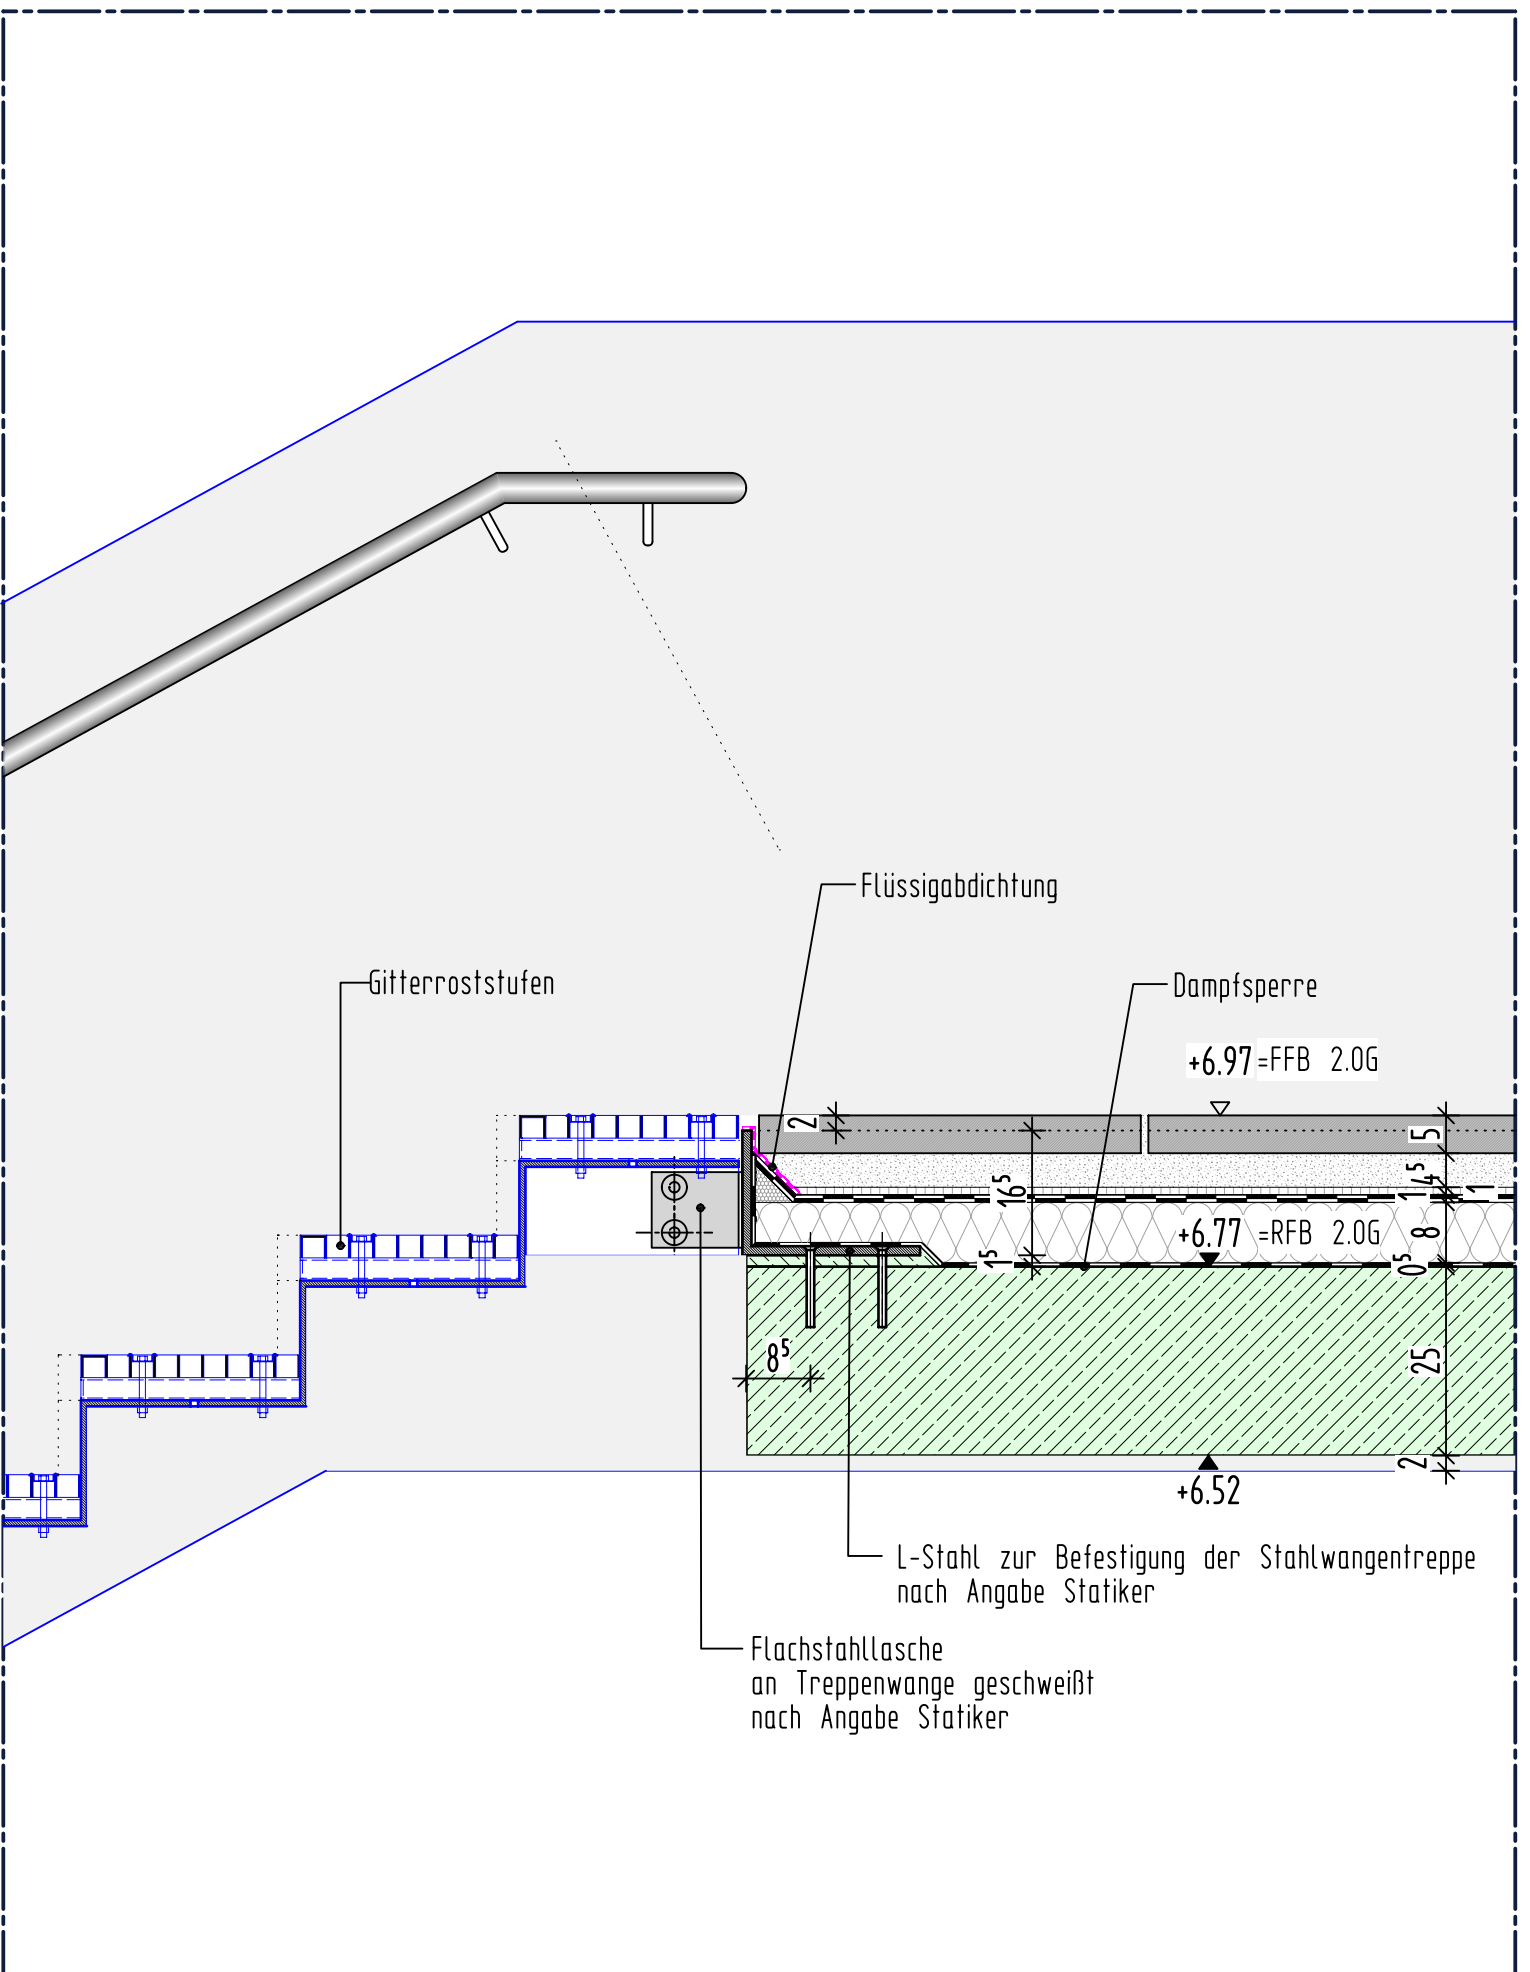 Flüssigabdichtung
Gitterroststufen
Dampfsperre
+6.97 =FFB 2.OG
2
5
16⁵
4⁵
1
1
+6.77 =RFB 2.OG
8
1⁵
0⁵
8⁵
25
2
+6.52
L-Stahl zur Befestigung der Stahlwangentreppe
nach Angabe Statiker
Flachstahllasche
an Treppenwange geschweißt
nach Angabe Statiker